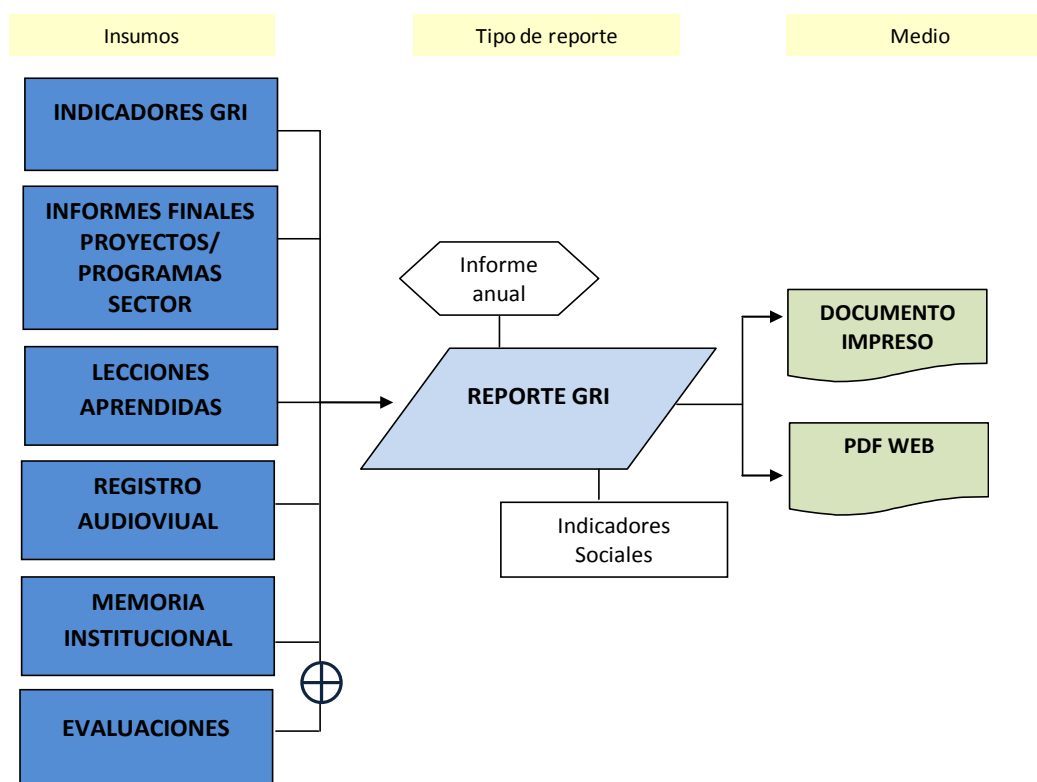 Insumos
Tipo de reporte
Medio
INDICADORES GRI
INFORMES FINALES
PROYECTOS/
PROGRAMAS
SECTOR
LECCIONES
APRENDIDAS
REGISTRO
AUDIOVIUAL
MEMORIA
INSTITUCIONAL
EVALUACIONES
Informe
anual
REPORTE GRI
Indicadores
Sociales
DOCUMENTO
IMPRESO
PDF WEB